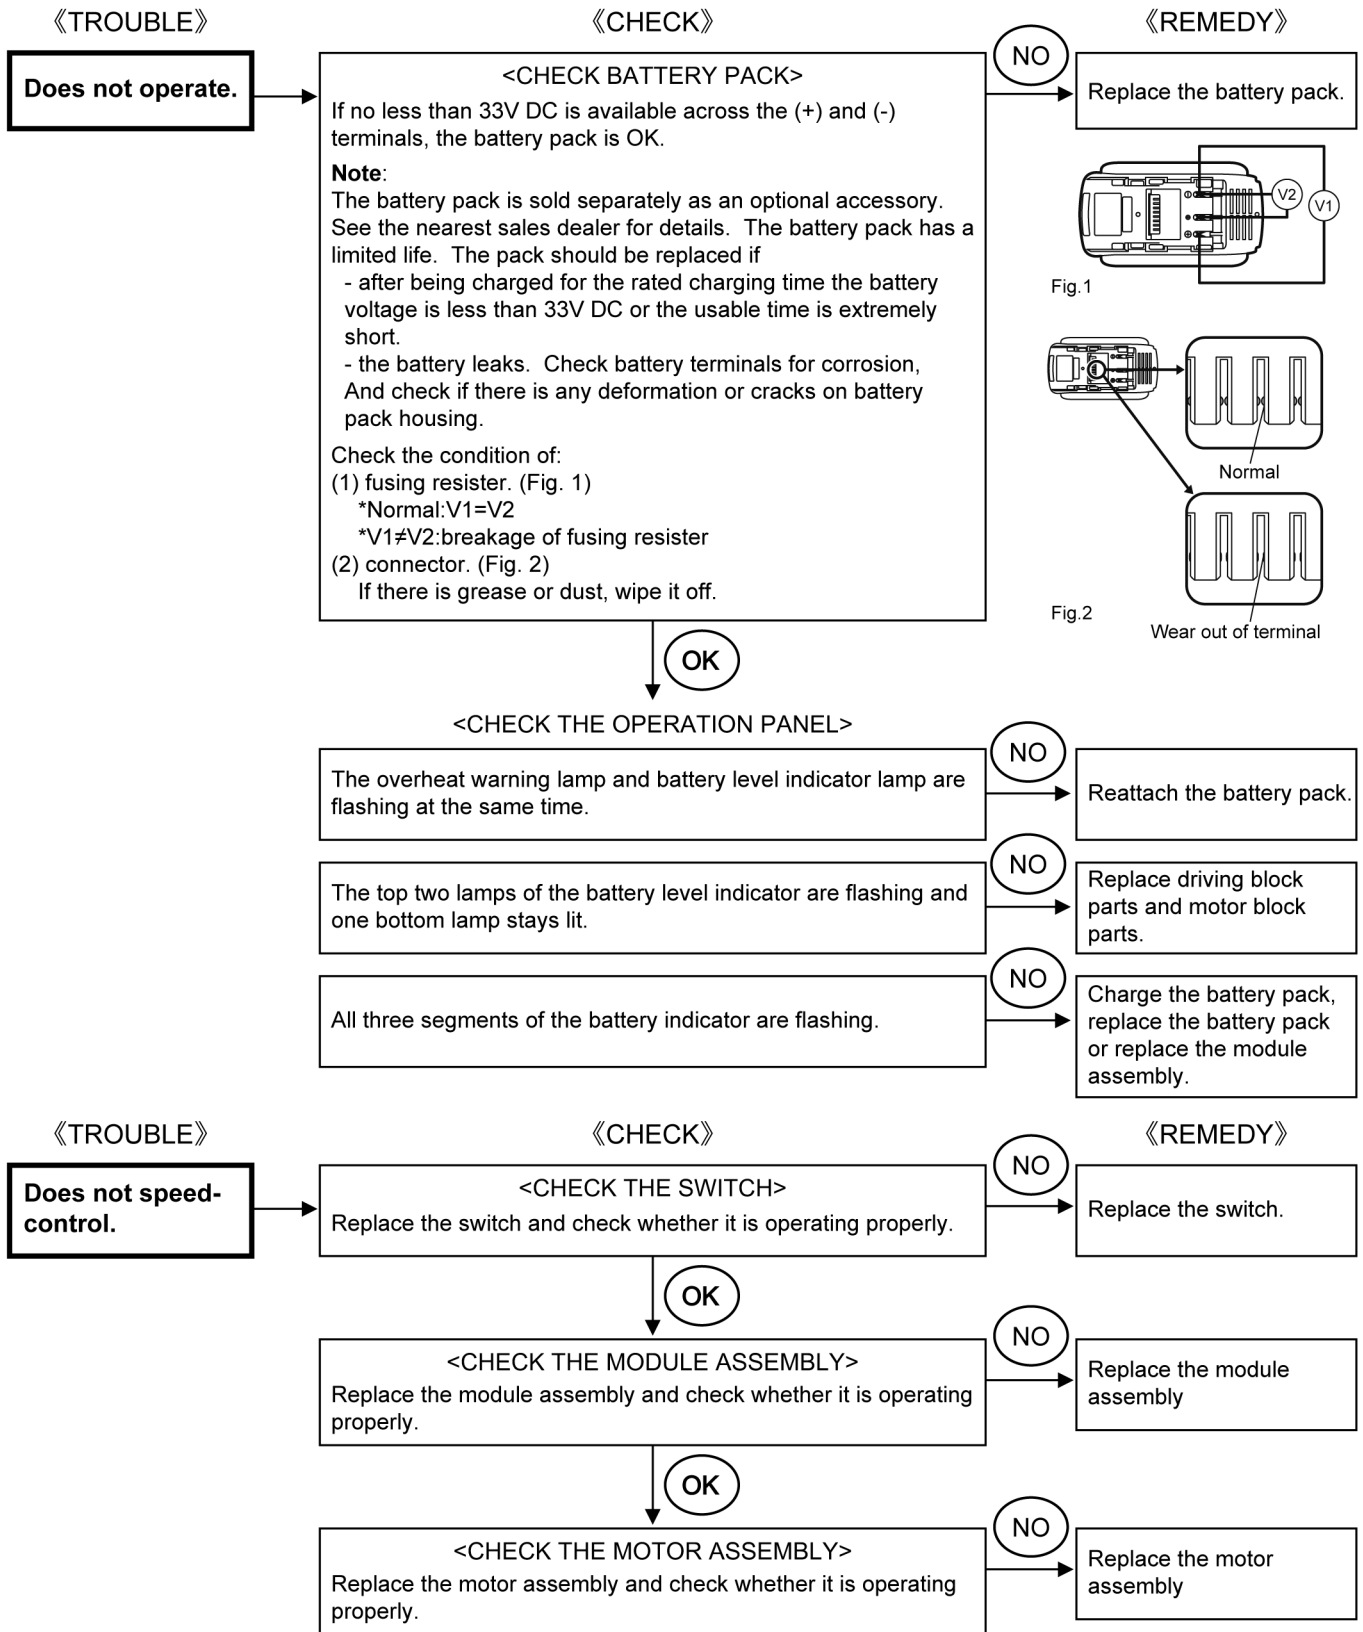 《TROUBLE》
《CHECK》
《REMEDY》
Does not operate.
<CHECK BATTERY PACK>
If no less than 33V DC is available across the (+) and (-)
terminals, the battery pack is OK.
Note:
The battery pack is sold separately as an optional accessory.
See the nearest sales dealer for details. The battery pack has a
limited life. The pack should be replaced if
- after being charged for the rated charging time the battery
voltage is less than 33V DC or the usable time is extremely
short.
- the battery leaks. Check battery terminals for corrosion,
And check if there is any deformation or cracks on battery
pack housing.
Check the condition of:
(1) fusing resister. (Fig. 1)
*Normal:V1=V2
*V1≠V2:breakage of fusing resister
(2) connector. (Fig. 2)
If there is grease or dust, wipe it off.
NO
Replace the battery pack.
V2
V1
Fig.1
Normal
Fig.2
Wear out of terminal
OK
<CHECK THE OPERATION PANEL>
The overheat warning lamp and battery level indicator lamp are
flashing at the same time.
NO
Reattach the battery pack.
The top two lamps of the battery level indicator are flashing and
one bottom lamp stays lit.
NO
Replace driving block
parts and motor block
parts.
All three segments of the battery indicator are flashing.
NO
Charge the battery pack,
replace the battery pack
or replace the module
assembly.
《TROUBLE》
《CHECK》
《REMEDY》
Does not speed-
control.
<CHECK THE SWITCH>
Replace the switch and check whether it is operating properly.
NO
Replace the switch.
OK
<CHECK THE MODULE ASSEMBLY>
Replace the module assembly and check whether it is operating
properly.
NO
Replace the module
assembly
OK
<CHECK THE MOTOR ASSEMBLY>
Replace the motor assembly and check whether it is operating
properly.
NO
Replace the motor
assembly